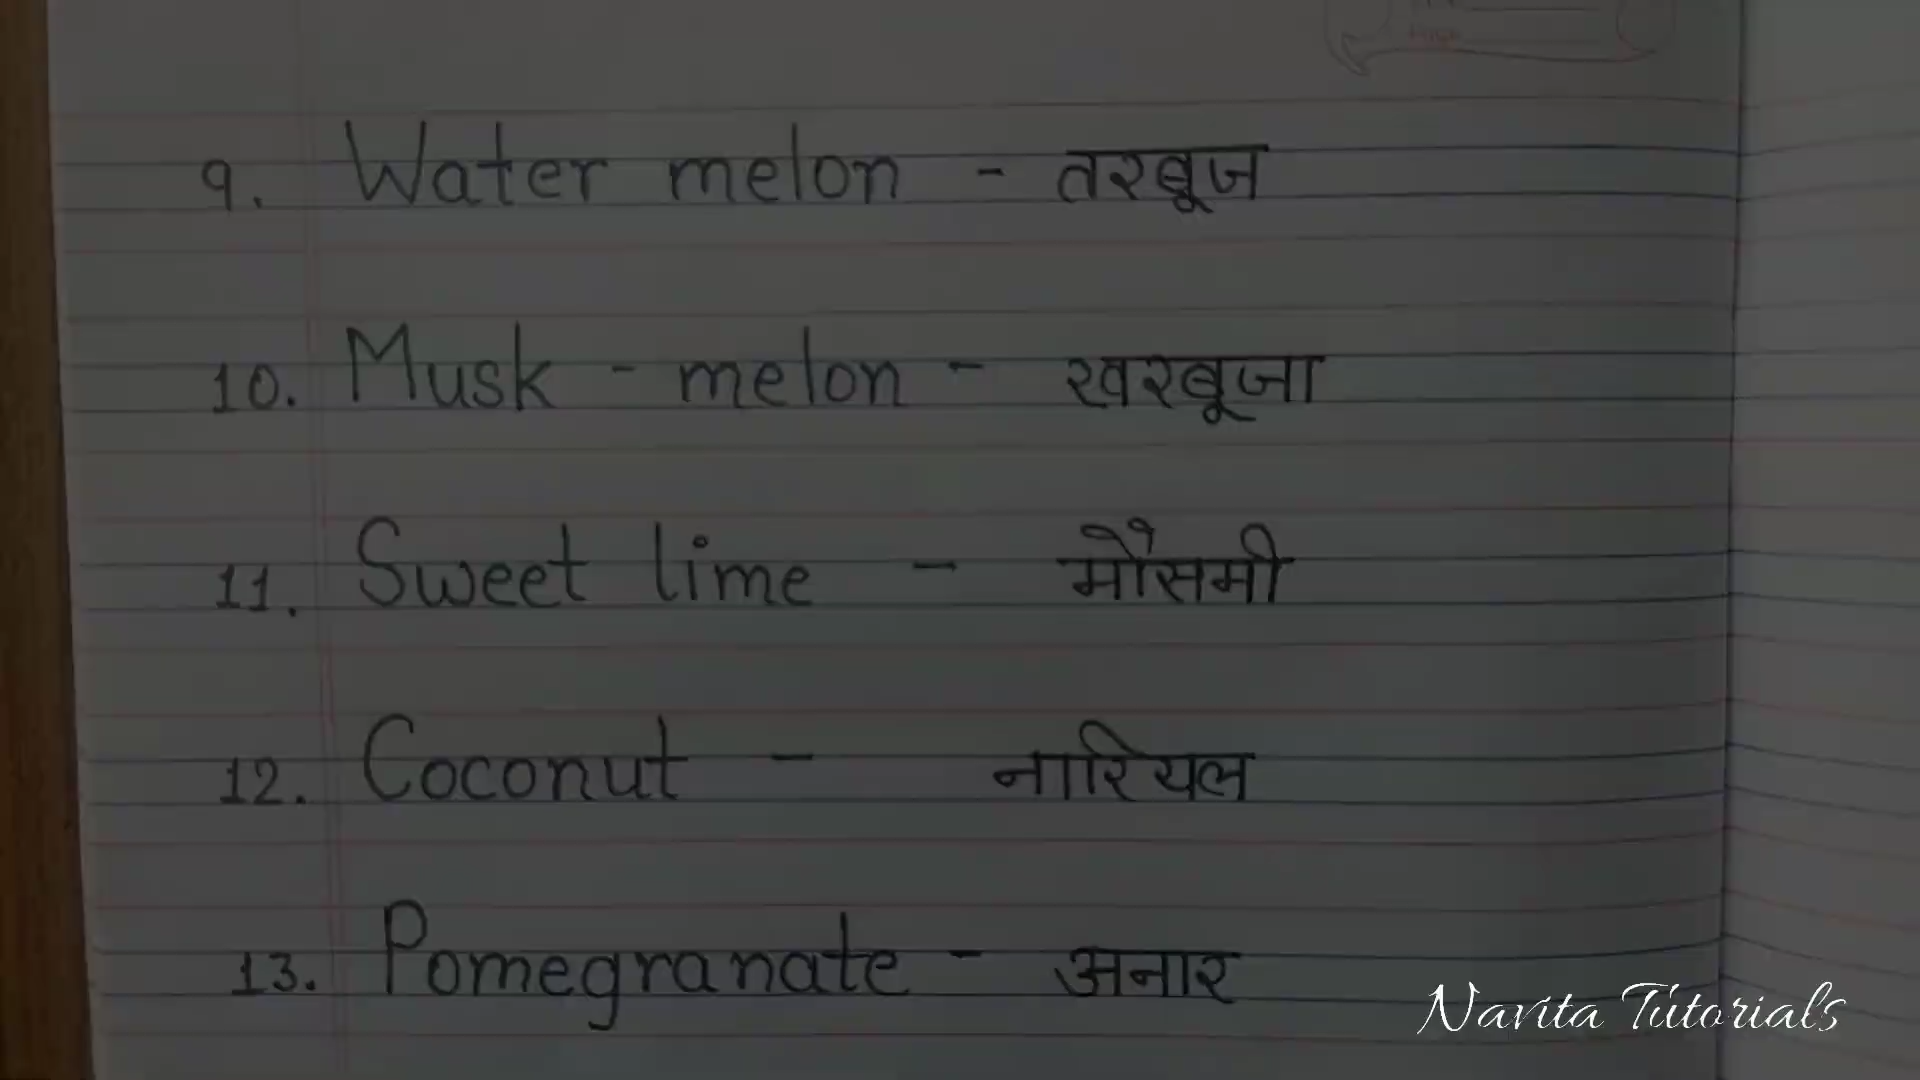 9. Water melon - तरबूज
10. Musk - melon - खरबूजा
11. Sweet lime - मौसमी
12. Coconut - नारियल
13. Pomegranate - अनार
Navita Tutorials